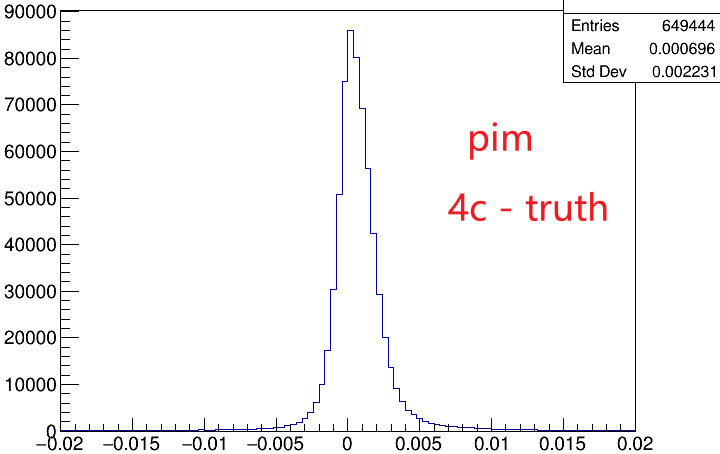 90000
80000
70000
60000
50000
40000
30000
20000
10000
0
Entries 649444
Mean 0.000696
Std Dev 0.002231
pim
4c - truth
−0.02 −0.015 −0.01 −0.005 0 0.005 0.01 0.015 0.02